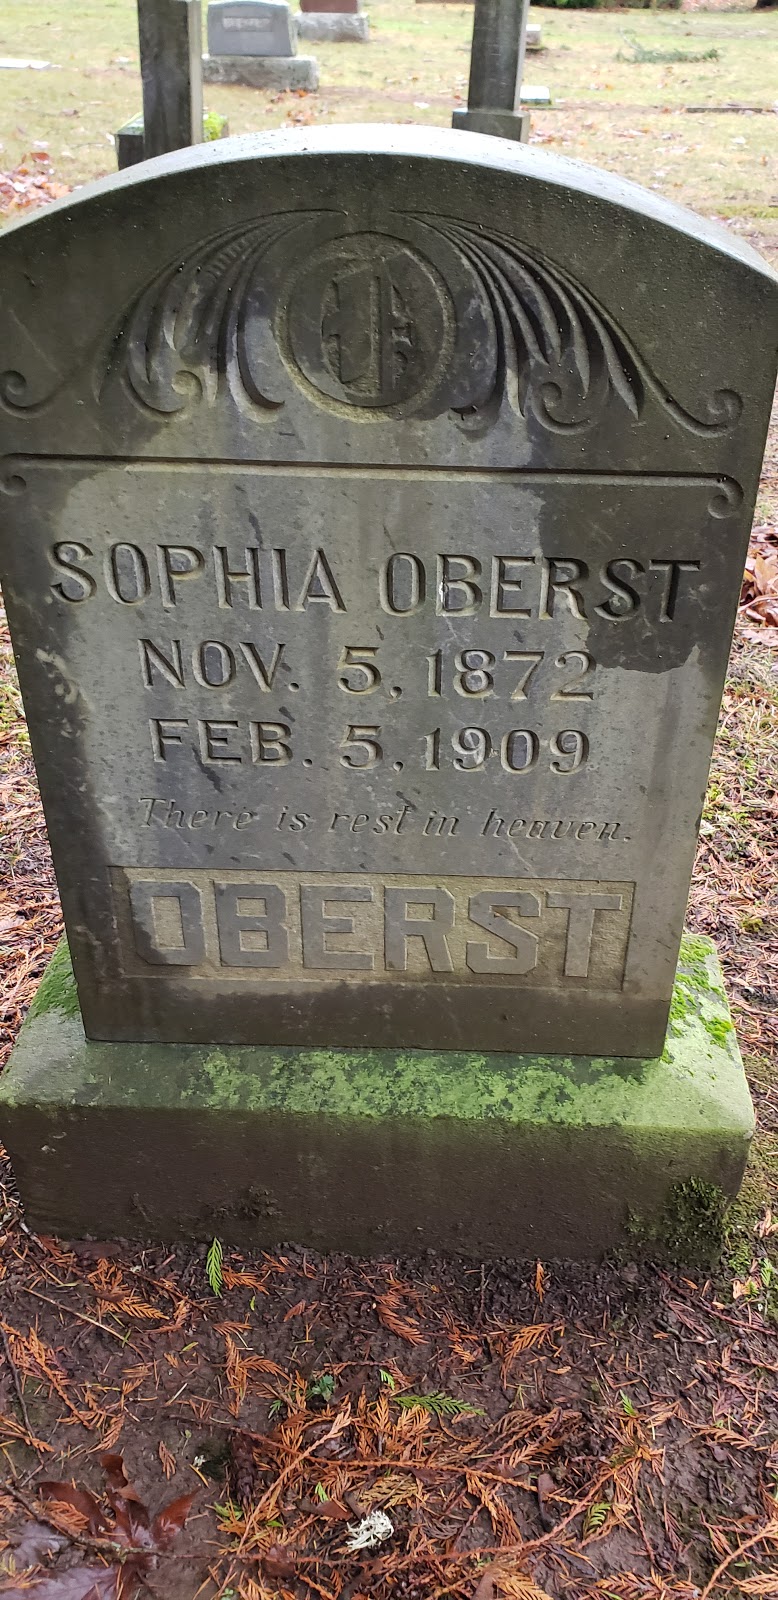 SOPHIA OBERST
NOV. 5, 1872
FEB. 5, 1909
There is rest in heaven.
OBERST